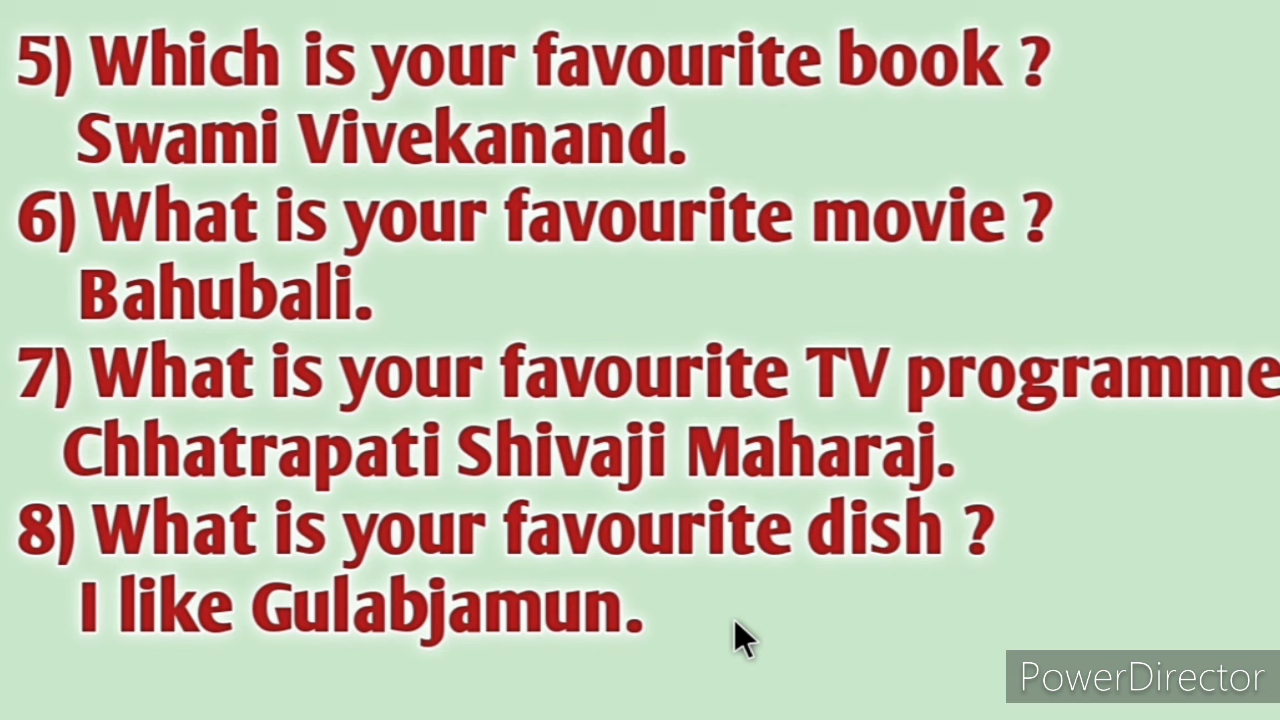 5) Which is your favourite book ?
Swami Vivekanand.
6) What is your favourite movie ?
Bahubali.
7) What is your favourite TV programme
Chhatrapati Shivaji Maharaj.
8) What is your favourite dish ?
I like Gulabjamun.
PowerDirector